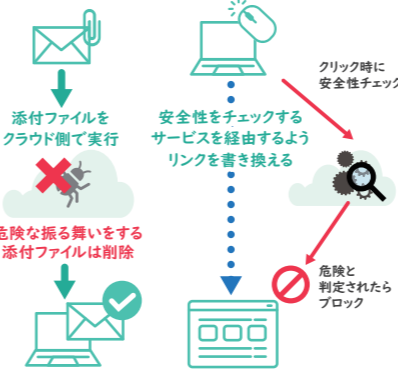 添付ファイルを
クラウド側で実行
危険な振る舞いをする
添付ファイルは削除
安全性をチェックする
サービスを経由するよう
リンクを書き換える
クリック時に
安全性チェック
危険と
判定されたら
ブロック